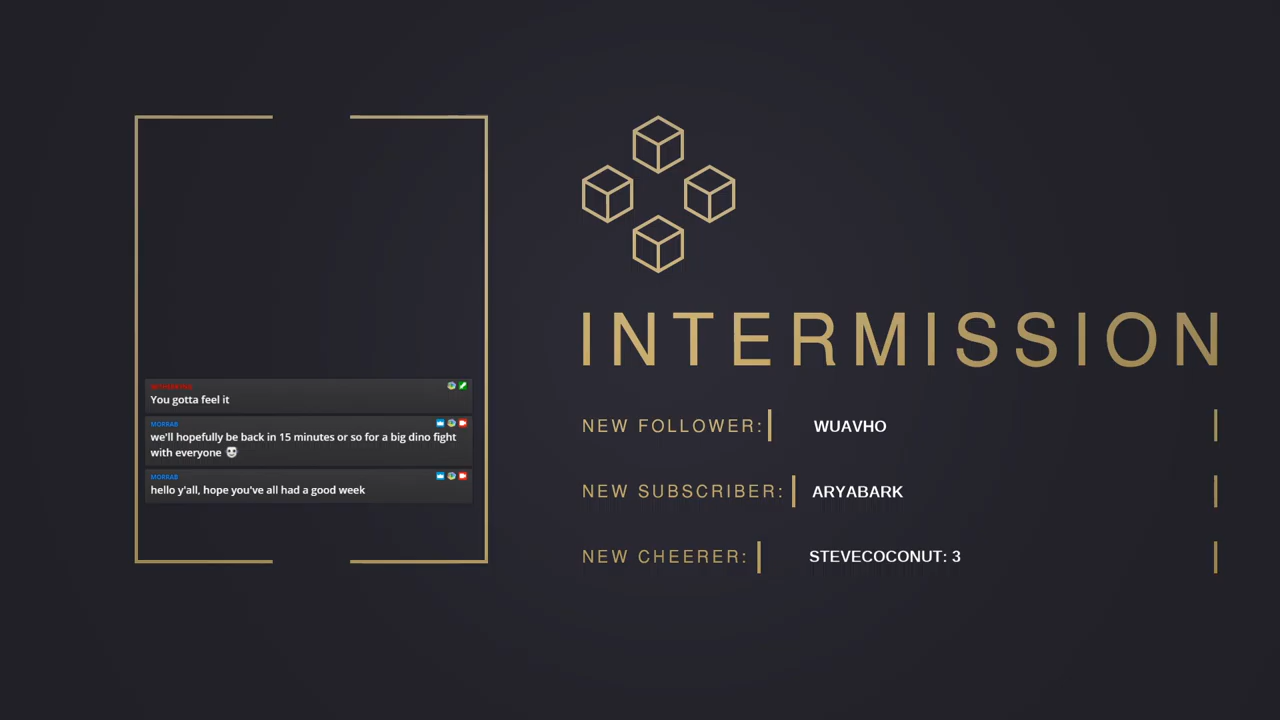 You gotta feel it
MORRAB
we'll hopefully be back in 15 minutes or so for a big dino fight
with everyone
MORRAB
hello y'all, hope you've all had a good week
INTERMISSION
NEW FOLLOWER: WUAVHO
NEW SUBSCRIBER: ARYABARK
NEW CHEERER: STEVECOCONUT: 3